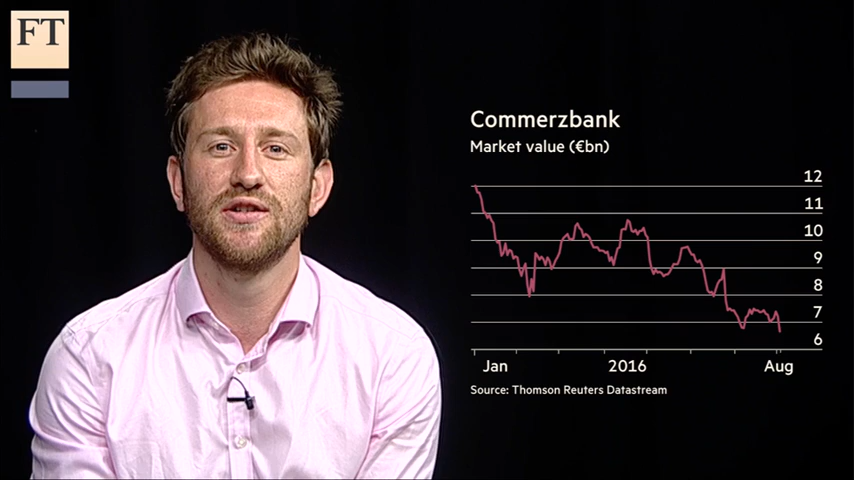 FT
Commerzbank
Market value (€bn)
12
11
10
9
8
7
6
Jan 2016 Aug
Source: Thomson Reuters Datastream